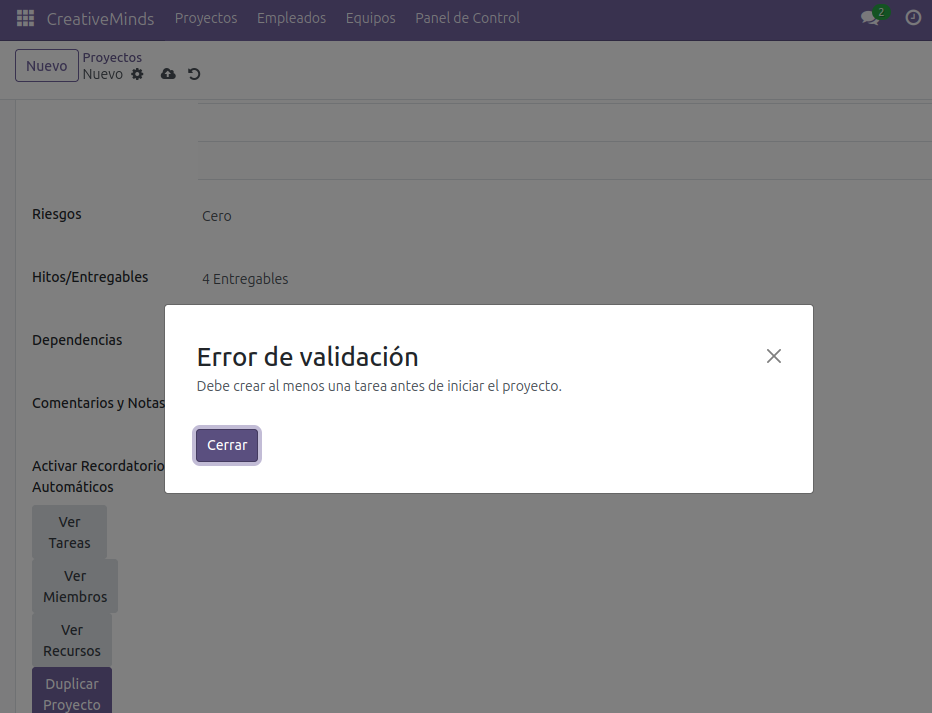 CreativeMinds Proyectos Empleados Equipos Panel de Control 2
Nuevo
Proyectos
Nuevo
Riesgos Cero
Hitos/Entregables 4 Entregables
Error de validación
Debe crear al menos una tarea antes de iniciar el proyecto.
Cerrar
Dependencias
Comentarios y Notas
Activar Recordatorio
Automáticos
Ver
Tareas
Ver
Miembros
Ver
Recursos
Duplicar
Proyecto